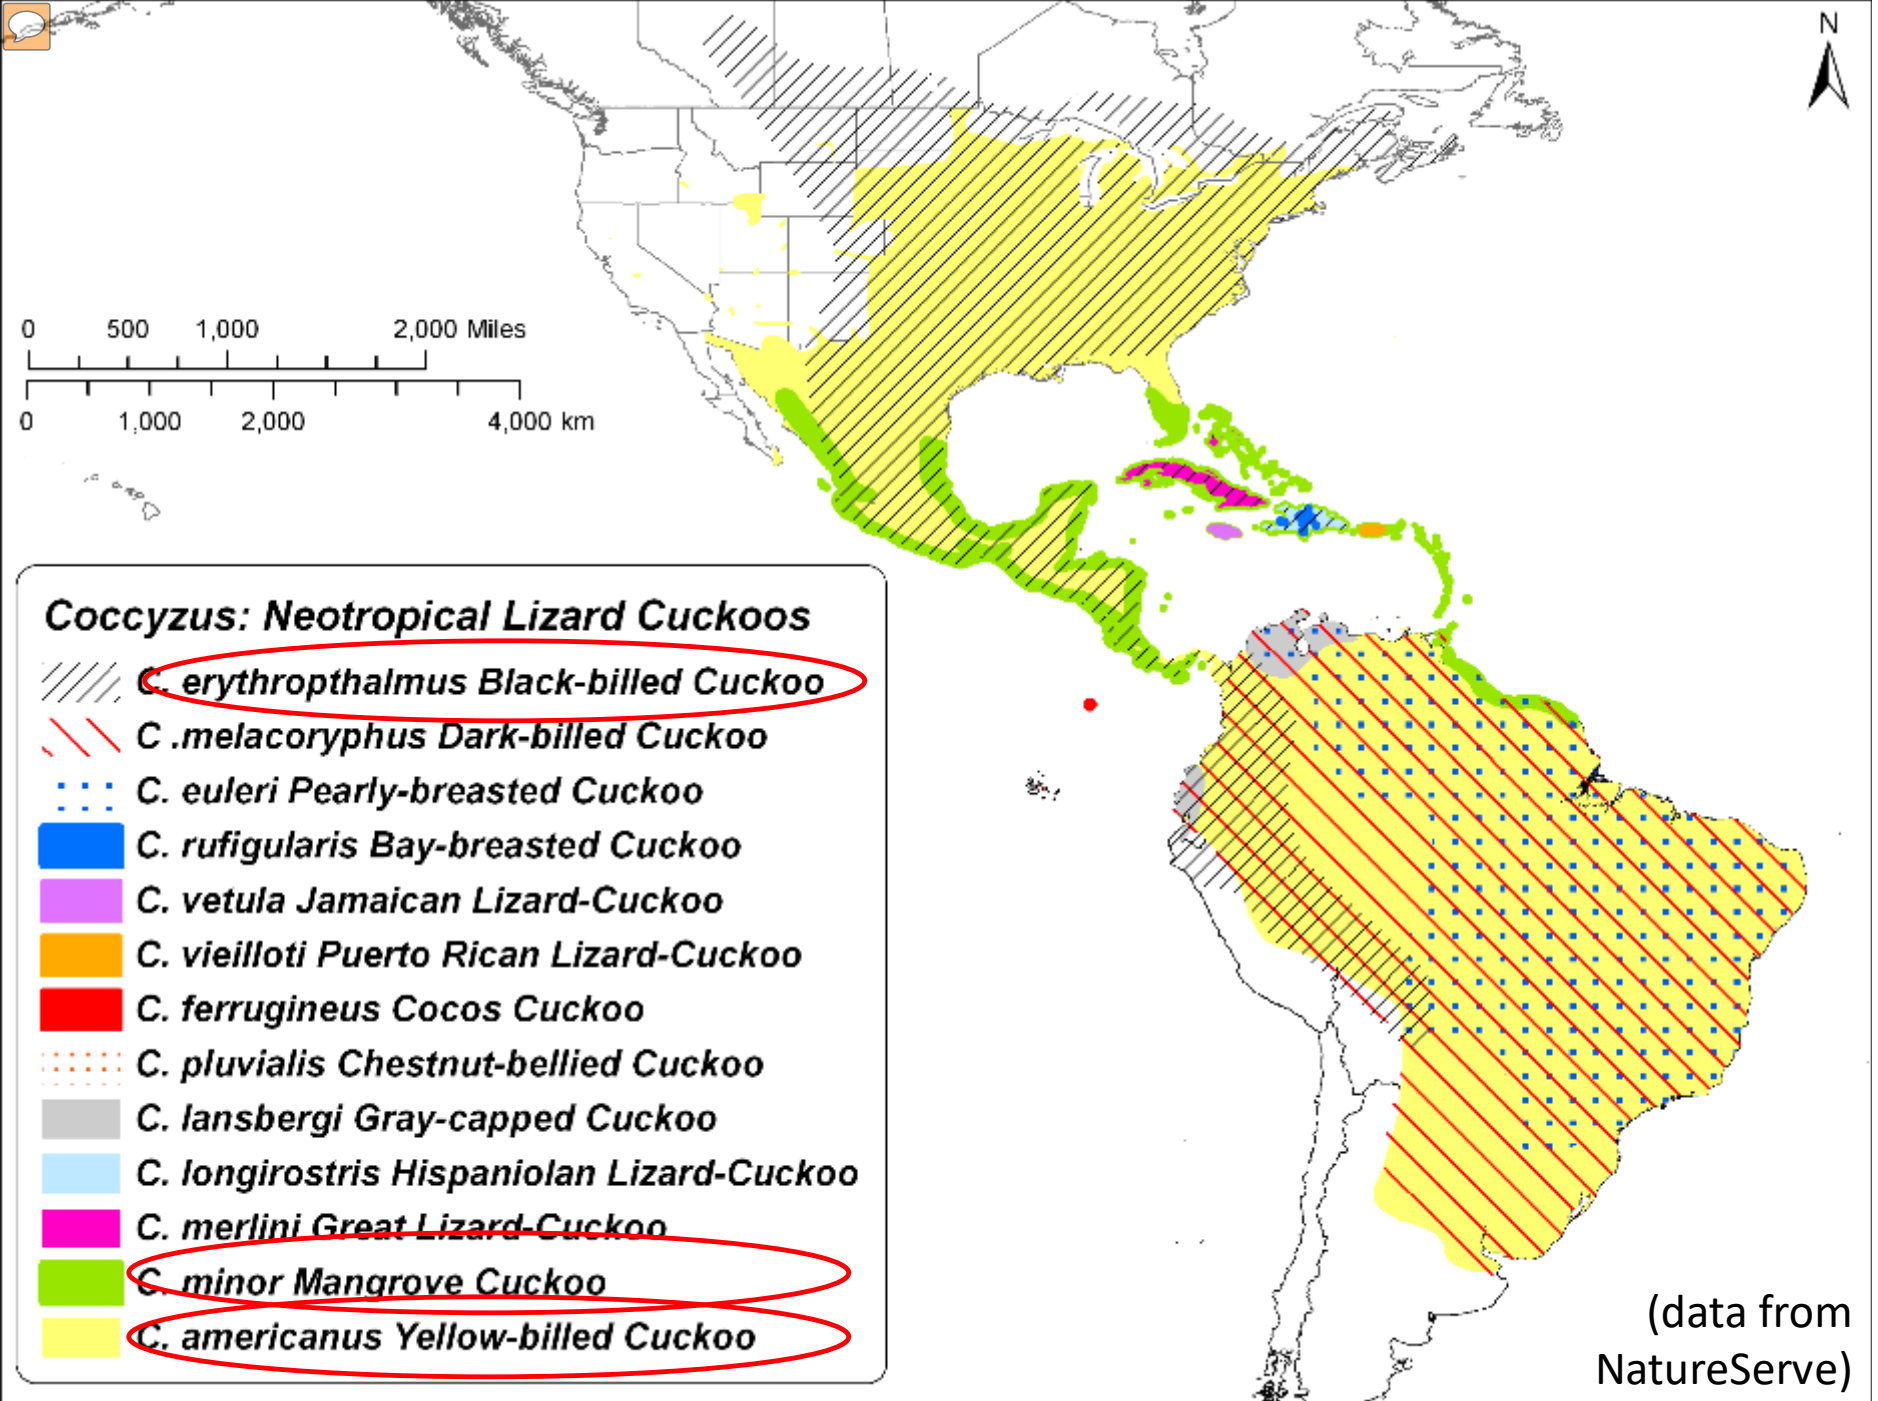 N
0 500 1,000 2,000 Miles
0 1,000 2,000 4,000 km
Coccyzus: Neotropical Lizard Cuckoos
C. erythropthalmus Black-billed Cuckoo
C .melacoryphus Dark-billed Cuckoo
C. euleri Pearly-breasted Cuckoo
C. rufigularis Bay-breasted Cuckoo
C. vetula Jamaican Lizard-Cuckoo
C. vieilloti Puerto Rican Lizard-Cuckoo
C. ferrugineus Cocos Cuckoo
C. pluvialis Chestnut-bellied Cuckoo
C. lansbergi Gray-capped Cuckoo
C. longirostris Hispaniolan Lizard-Cuckoo
C. merlini Great Lizard-Cuckoo
C. minor Mangrove Cuckoo
C. americanus Yellow-billed Cuckoo
(data from
NatureServe)